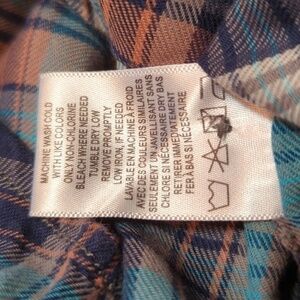 MACHINE WASH COLD
WITH LIKE COLORS
ONLY NON-CHLORINE
BLEACH WHERE NEEDED
TUMBLE DRY LOW
REMOVE PROMPTLY
LOW IRON, IF NEEDED
LAVABLE EN MACHINE À FROID
AVEC DES COULEURS SIMILAIRES
SEULEMENT UN JAVELLISANT SANS
CHLORE SI NÉCESSAIRE DRY BAS
RETIRER IMMÉDIATEMENT
FER À BAS SI NÉCESSAIRE